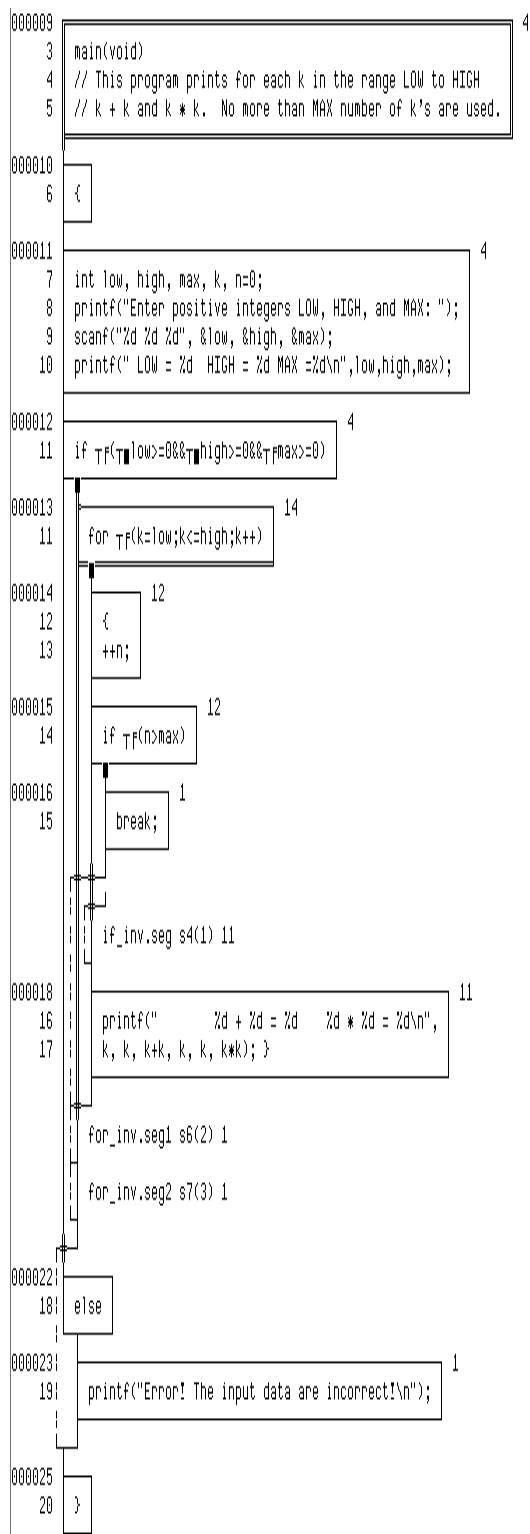 000009 4
3 main(void)
4 // This program prints for each k in the range LOW to HIGH
5 // k + k and k * k.  No more than MAX number of k's are used.
000010
6 {
000011 4
7 int low, high, max, k, n=0;
8 printf("Enter positive integers LOW, HIGH, and MAX: ");
9 scanf("%d %d %d", &low, &high, &max);
10 printf(" LOW = %d  HIGH = %d MAX =%d\n",low,high,max);
000012 4
11 if TF(T■low>=0&&T■high>=0&&TFmax>=0)
000013 14
11 for TF(k=low;k<=high;k++)
000014 12
12 {
13 ++n;
000015 12
14 if TF(n>max)
000016 1
15 break;
if_inv.seg s4(1) 11
000018 11
16 printf("        %d + %d = %d    %d * %d = %d\n",
17 k, k, k+k, k, k, k*k); }
for_inv.seg1 s6(2) 1
for_inv.seg2 s7(3) 1
000022
18 else
000023 1
19 printf("Error! The input data are incorrect!\n");
000025
20 }